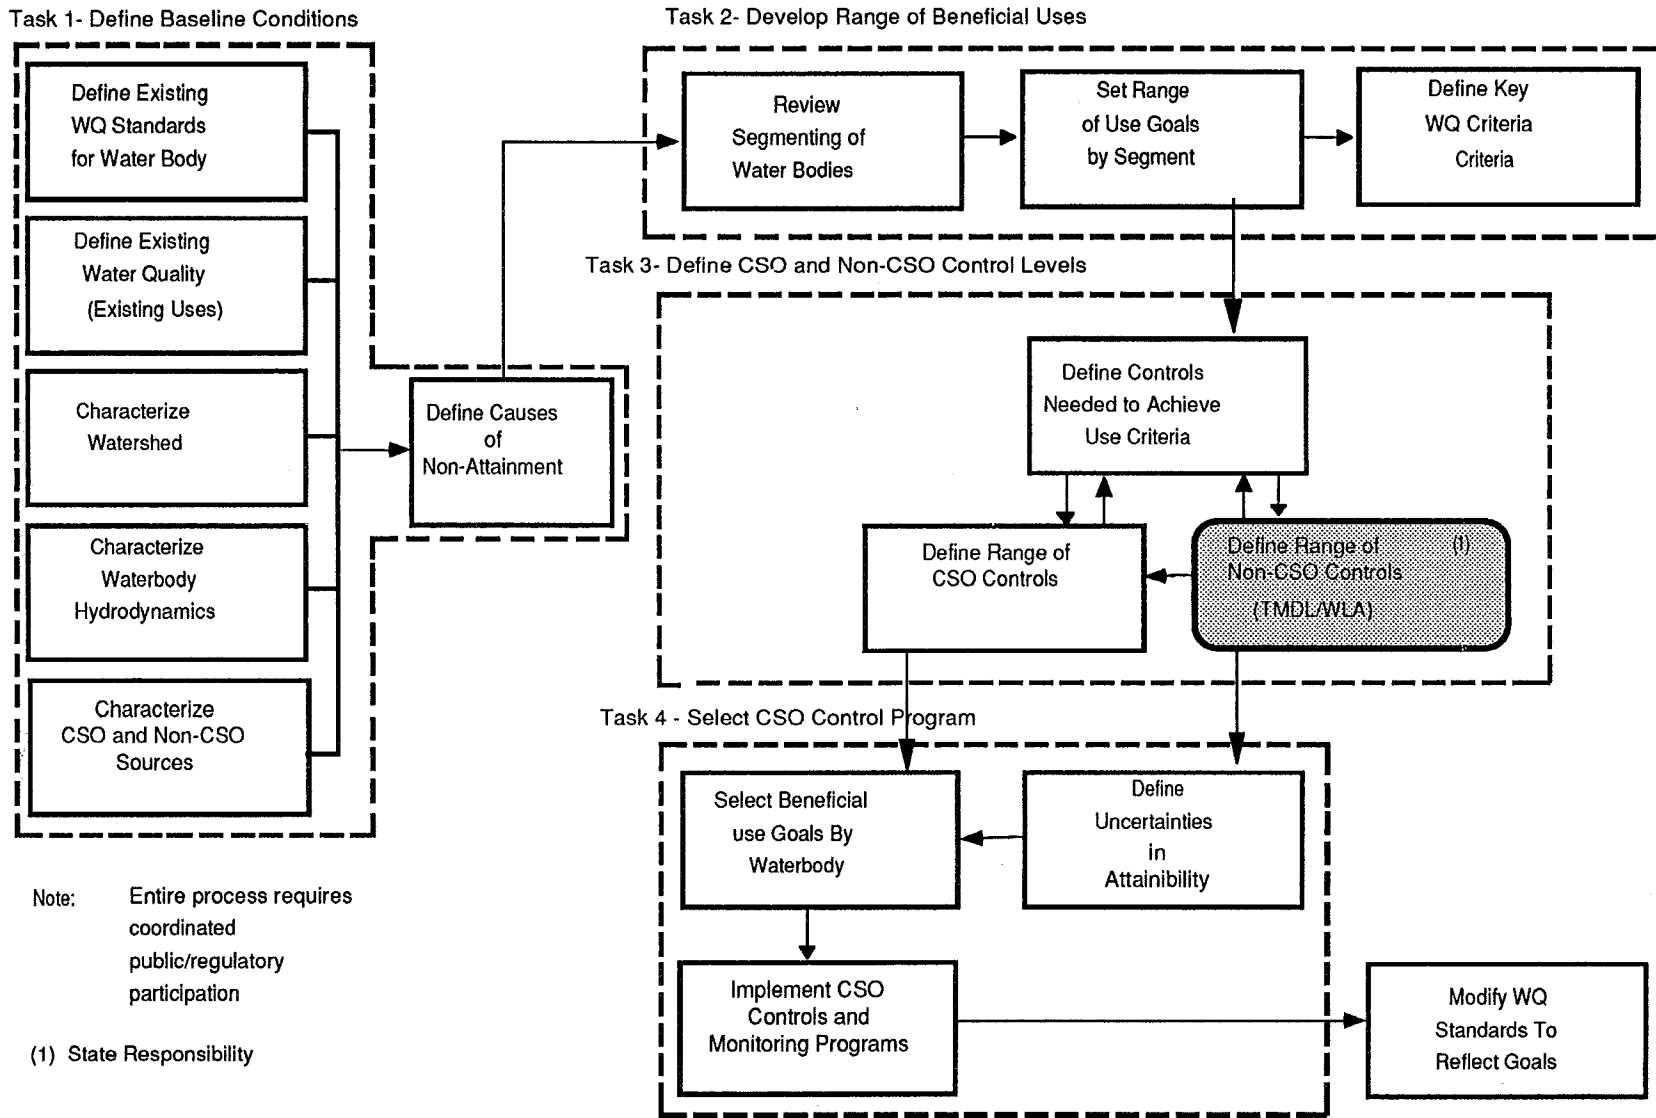 Task 1- Define Baseline Conditions
Define Existing
WQ Standards
for Water Body
Define Existing
Water Quality
(Existing Uses)
Characterize
Watershed
Characterize
Waterbody
Hydrodynamics
Characterize
CSO and Non-CSO
Sources
Define Causes
of
Non-Attainment
Task 2- Develop Range of Beneficial Uses
Review
Segmenting of
Water Bodies
Set Range
of Use Goals
by Segment
Define Key
WQ Criteria
Criteria
Task 3- Define CSO and Non-CSO Control Levels
Define Controls
Needed to Achieve
Use Criteria
Define Range of
CSO Controls
Define Range of (1)
Non-CSO Controls
(TMDL/WLA)
Task 4 - Select CSO Control Program
Select Beneficial
use Goals By
Waterbody
Define
Uncertainties
in
Attainibility
Implement CSO
Controls and
Monitoring Programs
Modify WQ
Standards To
Reflect Goals
Note: Entire process requires
coordinated
public/regulatory
participation
(1) State Responsibility